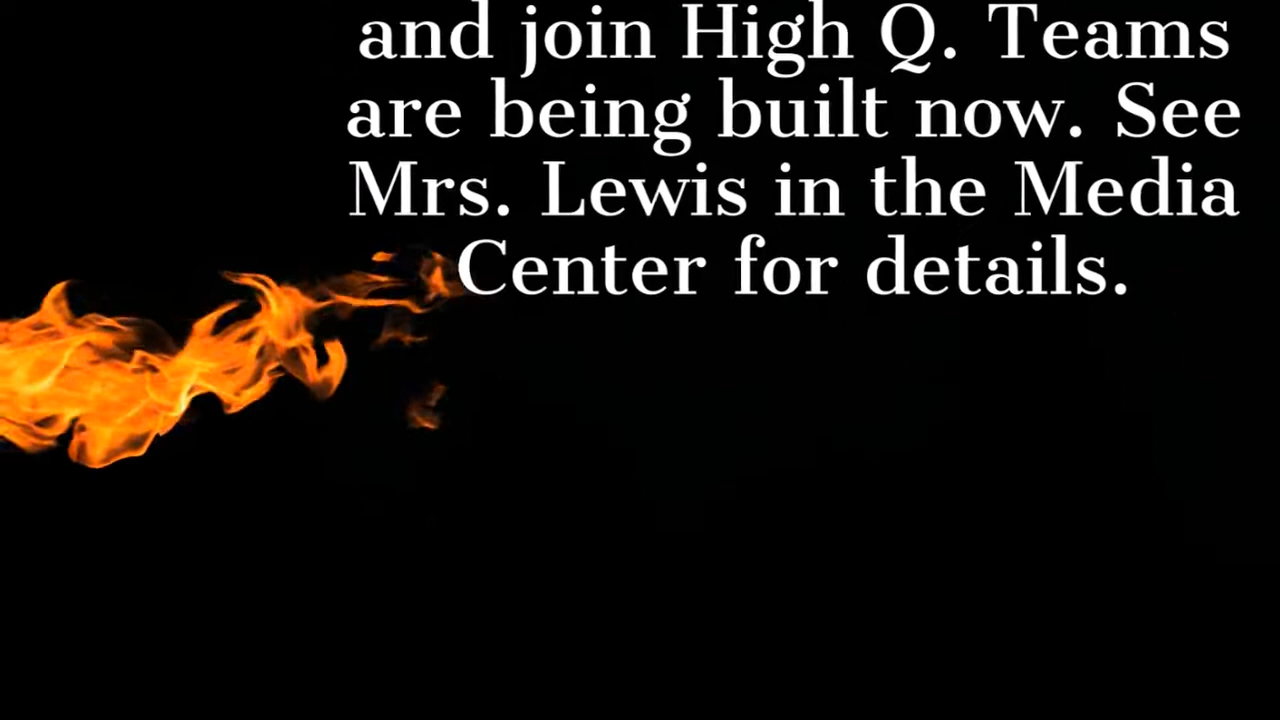 and join High Q. Teams
are being built now. See
Mrs. Lewis in the Media
Center for details.